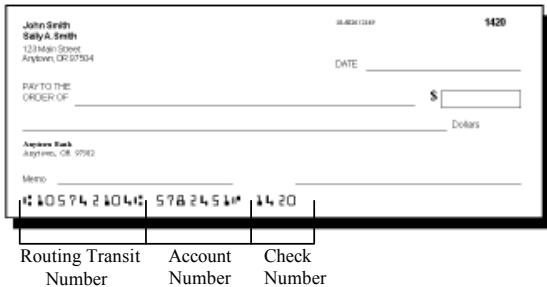 John Smith
Sally A. Smith
123 Main Street
Anytown, OR 97504
1420
DATE
PAY TO THE
ORDER OF
$
Dollars
Anytown Bank
Anytown, OR 97502
Memo
⑆105742104⑆ 5782451⑈ 1420
Routing Transit Number
Account Number
Check Number